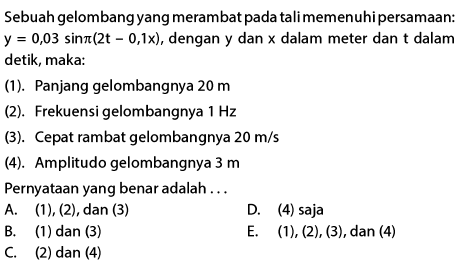 Sebuah gelombang yang merambat pada tali memenuhi persamaan:
y = 0,03 sinπ(2t – 0,1x), dengan y dan x dalam meter dan t dalam
detik, maka:
(1). Panjang gelombangnya 20 m
(2). Frekuensi gelombangnya 1 Hz
(3). Cepat rambat gelombangnya 20 m/s
(4). Amplitudo gelombangnya 3 m
Pernyataan yang benar adalah . . .
A. (1), (2), dan (3)
B. (1) dan (3)
C. (2) dan (4)
D. (4) saja
E. (1), (2), (3), dan (4)